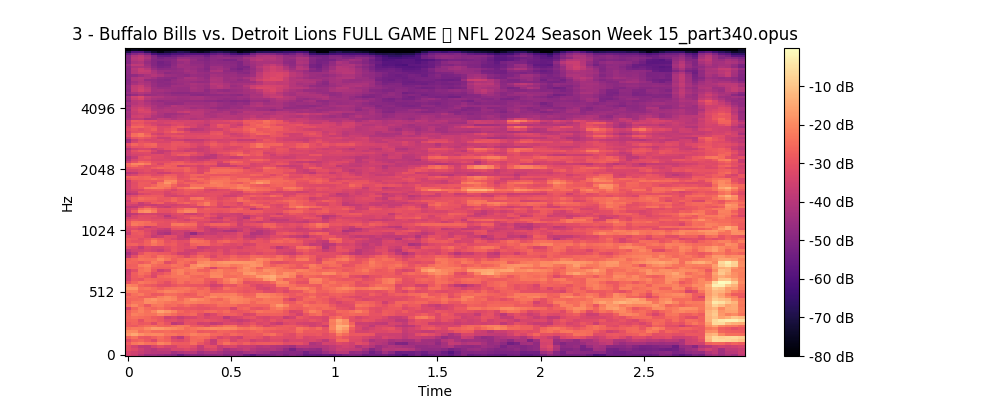 3 - Buffalo Bills vs. Detroit Lions FULL GAME ▯ NFL 2024 Season Week 15_part340.opus
4096
2048
1024
512
0
Hz
0
0.5
1
1.5
2
2.5
Time
-10 dB
-20 dB
-30 dB
-40 dB
-50 dB
-60 dB
-70 dB
-80 dB